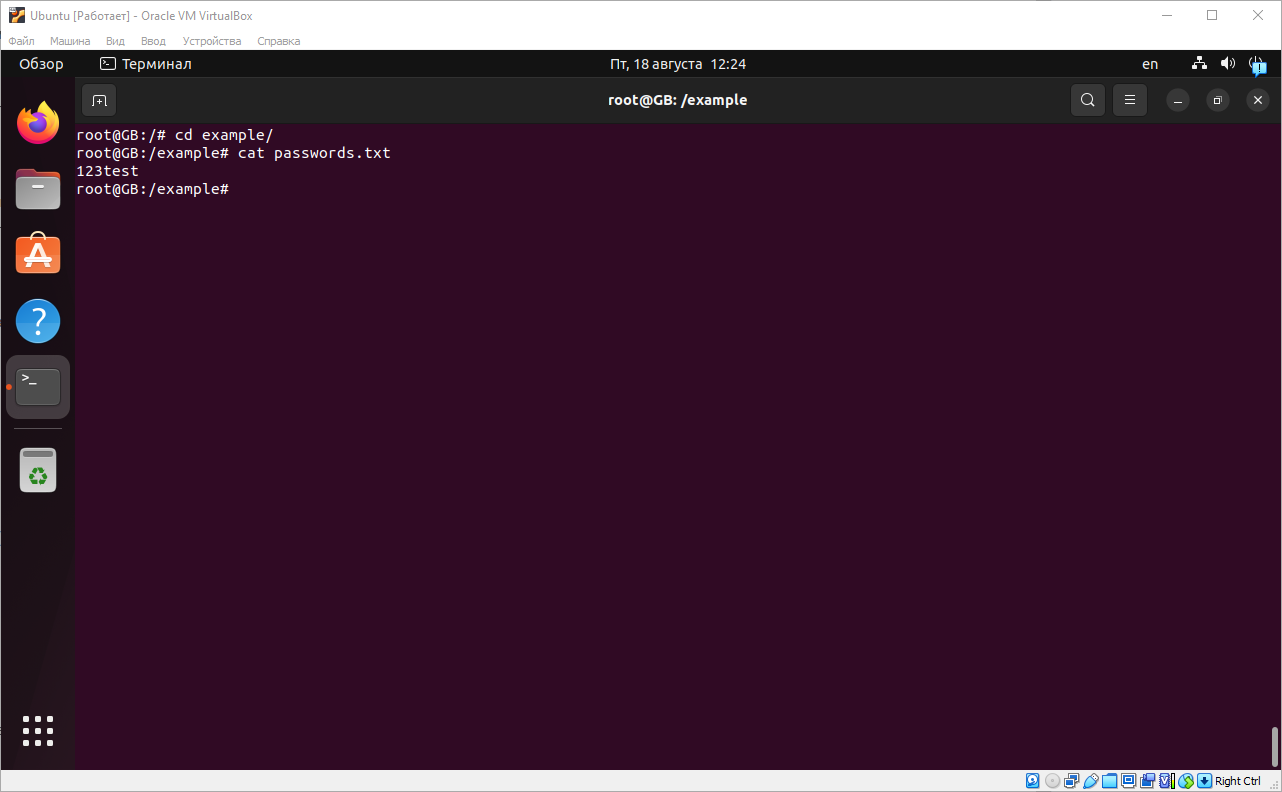 Ubuntu [Работает] - Oracle VM VirtualBox
Файл Машина Вид Ввод Устройства Справка
Обзор Терминал Пт, 18 августа 12:24 en
root@GB: /example
root@GB:/# cd example/
root@GB:/example# cat passwords.txt
123test
root@GB:/example#
Right Ctrl